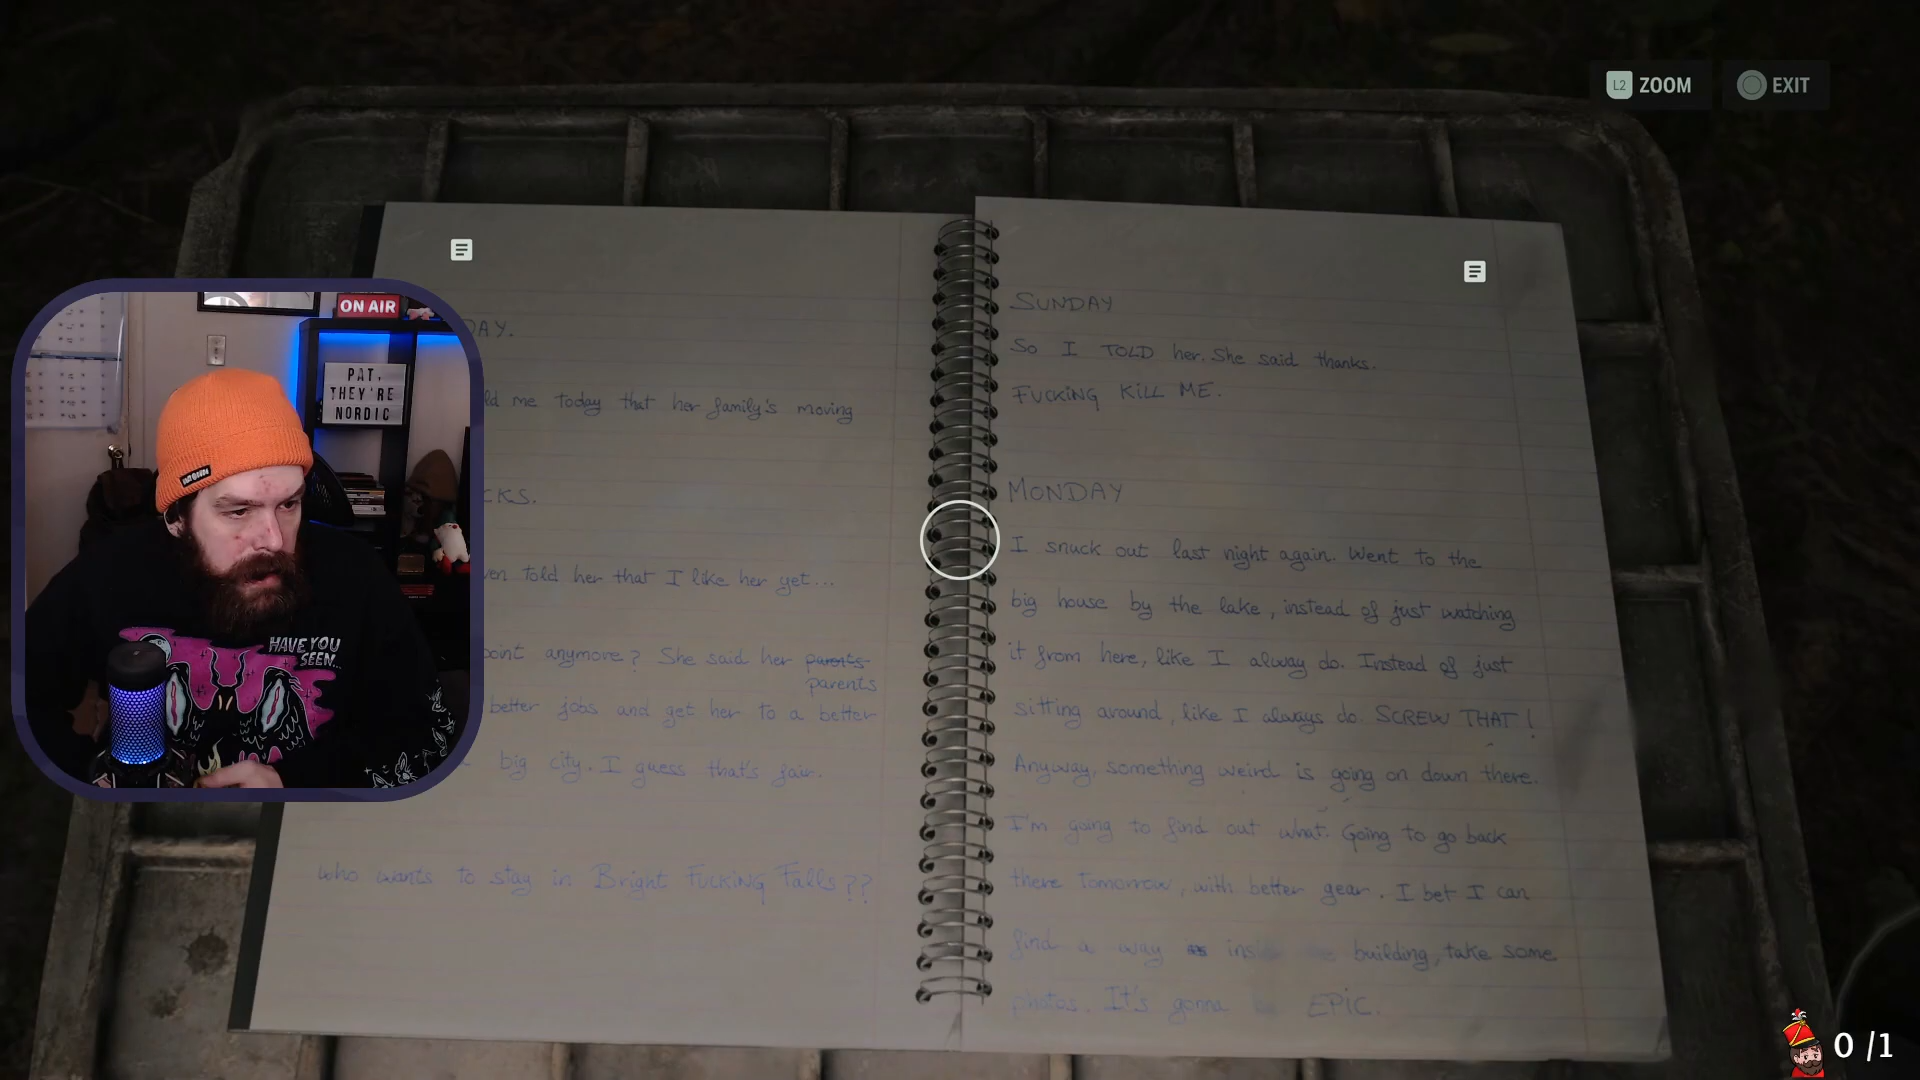 L2 ZOOM
EXIT
DAY.
ld me today that her family's moving
CKS.
ven told her that I like her yet...
point anymore? She said her parents
parents
better jobs and get her to a better
big city. I guess that's fair.
who wants to stay in Bright FUCKING Falls??
SUNDAY
So I TOLD her. She said thanks.
FUCKING KILL ME.
MONDAY
I snuck out last night again. Went to the
big house by the lake, instead of just watching
it from here, like I alway do. Instead of just
sitting around, like I always do. SCREW THAT!
Anyway, something weird is going on down there.
I'm going to find out what. Going to go back
there tomorrow, with better gear. I bet I can
find a way building, take some
photos. It's gonna EPIC.
ON AIR
PAT,
THEY'RE
NORDIC
HAVE YOU
SEEN...
0 /1